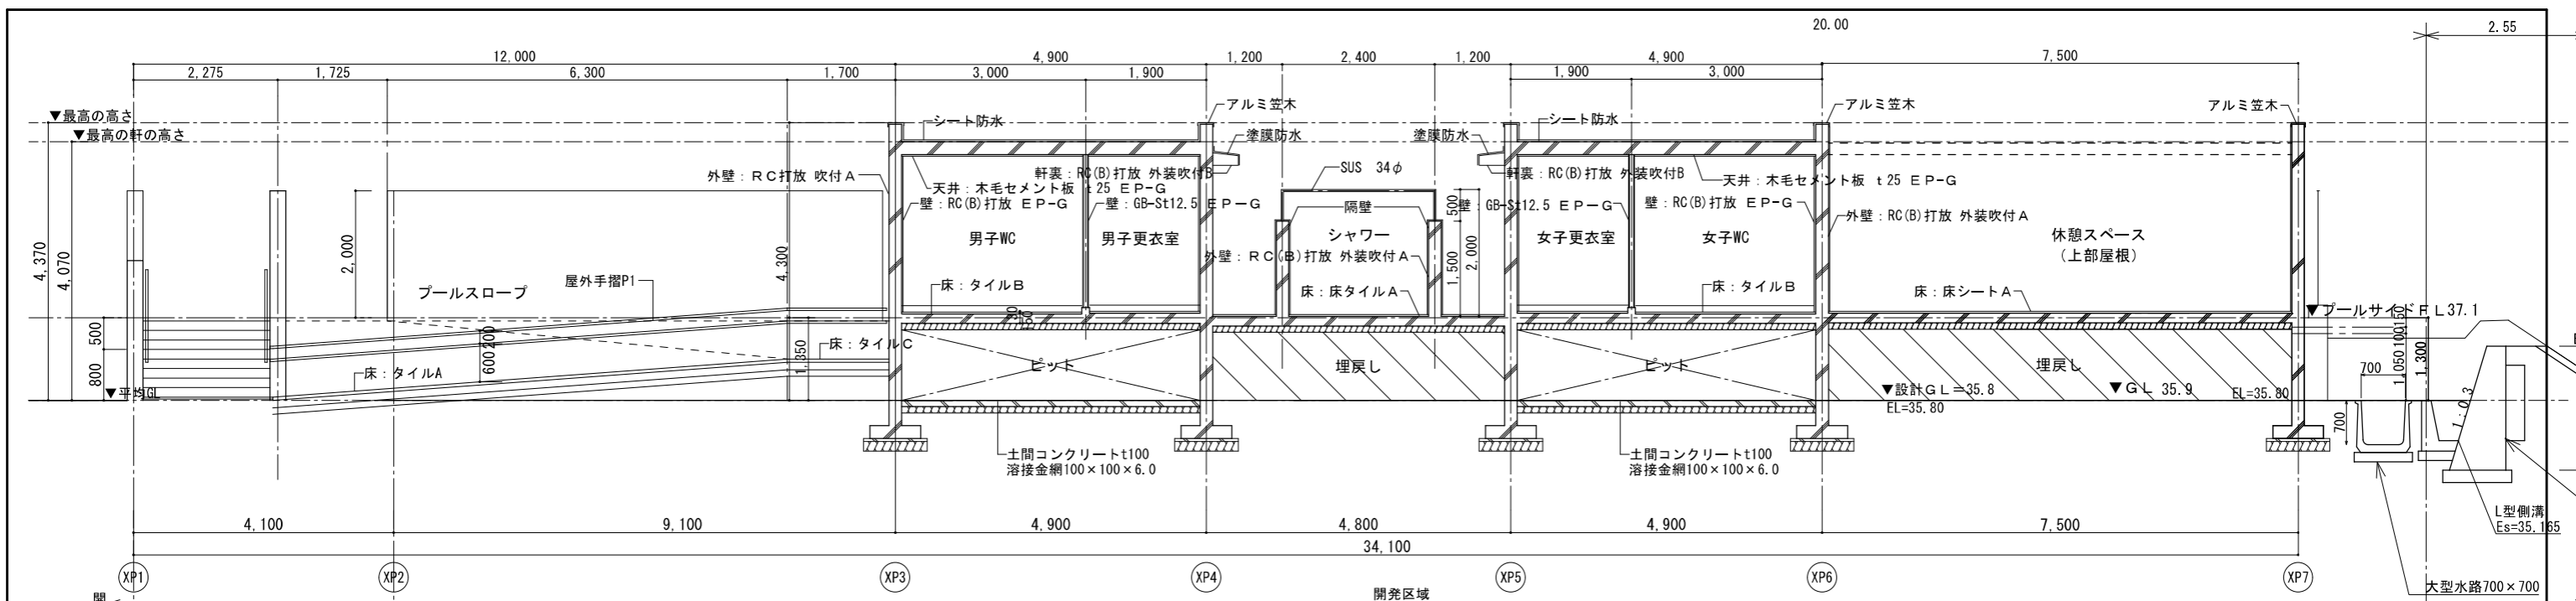 20.00
2.55
12,000
4,900
1,200
2,400
1,200
4,900
7,500
2,275
1,725
6,300
1,700
3,000
1,900
1,900
3,000
▼最高の高さ
▼最高の軒の高さ
シート防水
アルミ笠木
塗膜防水
塗膜防水
シート防水
アルミ笠木
アルミ笠木
外壁：ＲＣ打放 吹付Ａ
軒裏：RC(B)打放 外装吹付B
天井：木毛セメント板 t25 ＥＰ-Ｇ
壁：RC(B)打放 ＥＰ-Ｇ
壁：GB-St12.5 ＥＰ-Ｇ
SUS 34φ
軒裏：RC(B)打放 外装吹付B
天井：木毛セメント板 t25 ＥＰ-Ｇ
壁：GB-St12.5 ＥＰ-Ｇ
壁：RC(B)打放 ＥＰ-Ｇ
外壁：RC(B)打放 外装吹付Ａ
隔壁
男子WC
男子更衣室
シャワー
女子更衣室
女子WC
休憩スペース
（上部屋根）
外壁：ＲＣ(Ｂ)打放 外装吹付Ａ
4,370
4,070
2,000
4,300
500
1,500
2,000
プールスロープ
屋外手摺P1
床：タイルＢ
床：床タイルＡ
床：タイルＢ
床：床シートＡ
▼プールサイドＦＬ37.1
500
800
200
600
1,350
30
150
床：タイルＣ
床：タイルA
▼平均GL
ピット
埋戻し
ピット
埋戻し
▼設計ＧＬ＝35.8
EL=35.80
▼ＧＬ 35.9
EL=35.80
150
100
1,050
1,300
700
700
1:0.3
土間コンクリートt100
溶接金網100×100×6.0
土間コンクリートt100
溶接金網100×100×6.0
L型側溝
Es=35.165
大型水路700×700
4,100
9,100
4,900
4,800
4,900
7,500
34,100
XP1
XP2
XP3
XP4
XP5
XP6
XP7
開
開発区域